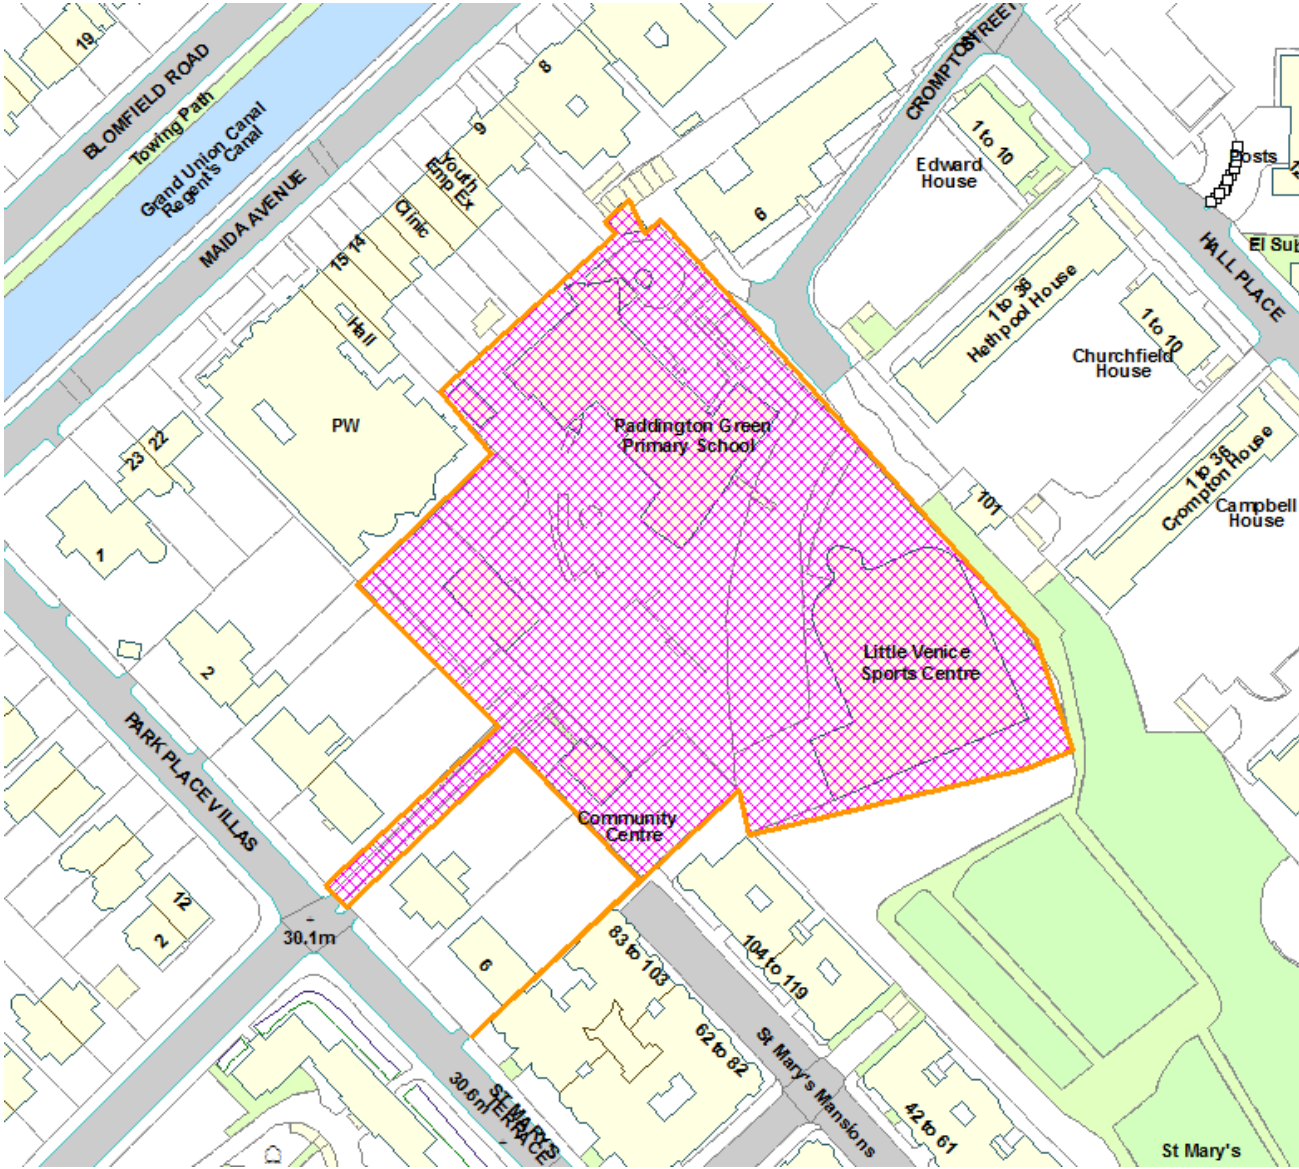 19
BLOMFIELD ROAD
Towing Path
Grand Union Canal
Regent's Canal
MAIDA AVENUE
8
9
Youth
Emp Ex
Clinic
15 14
Hall
PW
23 22
1
2
6
CROMPTON
STREET
1 to 10
Edward
House
Posts
HALL PLACE
El Sub
1 to 36
Hethpool House
1 to 10
Churchfield
House
1 to 36
Crompton House
Campbell
House
101
Paddington Green
Primary School
Little Venice
Sports Centre
Community
Centre
PARK PLACE VILLAS
12
2
30.1m
6
83 to 103
104 to 119
62 to 82
St Mary's Mansions
42 to 61
30.6m
ST MARY'S
TERRACE
St Mary's